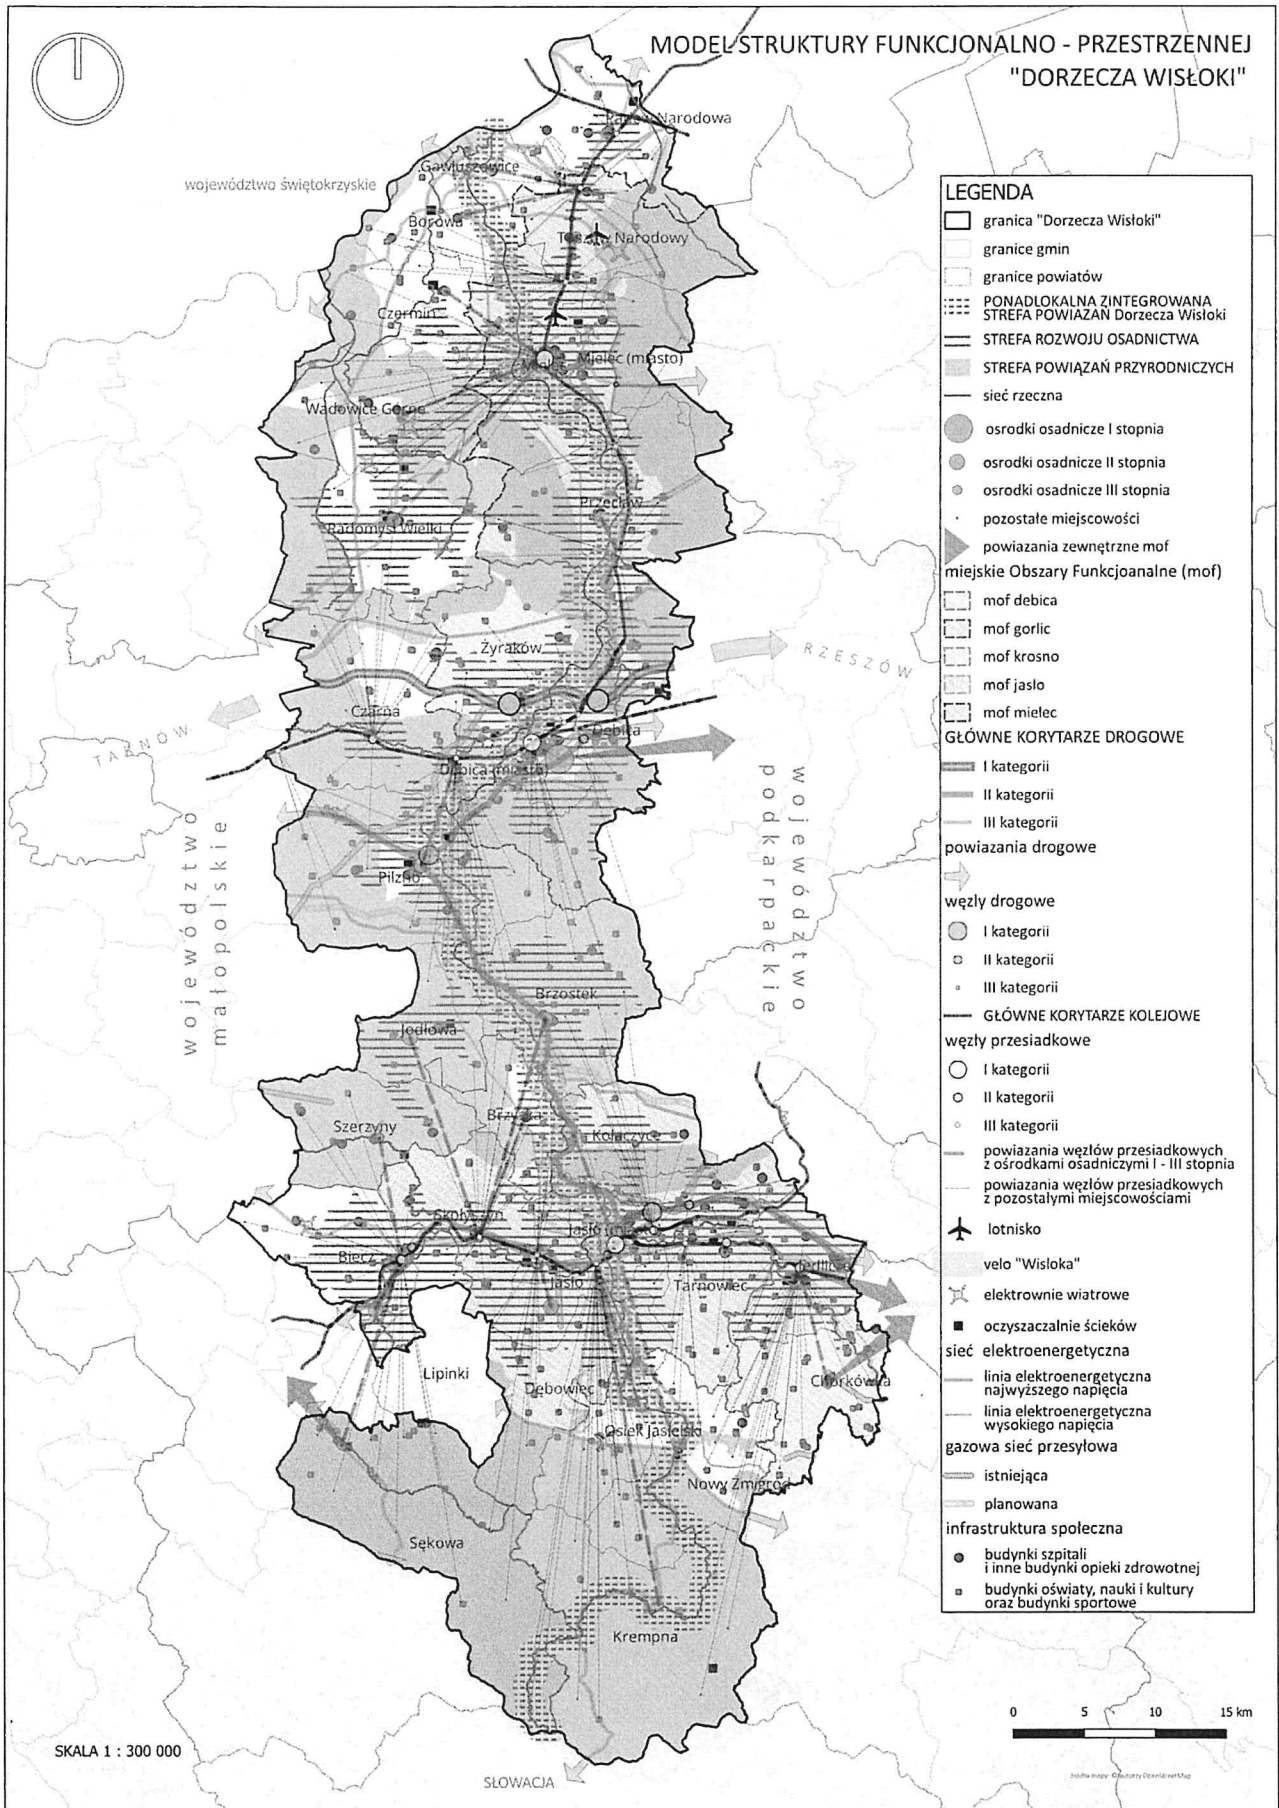 MODEL STRUKTURY FUNKCJONALNO - PRZESTRZENNEJ
"DORZECZA WISŁOKI"
województwo świętokrzyskie
Narodowa
Gawłuszowice
Borowa
Narodowy
Czermin
Mielec (miasto)
Wadowice Górne
Przecław
Radomyśl Wielki
Żyraków
RZESZÓW
Czarna
TARNÓW
Dębica
Dębica (miasto)
województwo
małopolskie
województwo
podkarpackie
Pilzno
Brzostek
Jodłowa
Brzyska
Szerzyny
Kołaczyce
Skołyszyn
Jasło (miasto)
Biecz
Jasło
Tarnowiec
Jedlicze
Lipinki
Dębowiec
Chorkówka
Osiek Jasielski
Nowy Żmigród
Sękowa
Krempna
SŁOWACJA
SKALA 1 : 300 000
LEGENDA
granica "Dorzecza Wisłoki"
granice gmin
granice powiatów
PONADLOKALNA ZINTEGROWANA
STREFA POWIAZAŃ Dorzecza Wisłoki
STREFA ROZWOJU OSADNICTWA
STREFA POWIĄZAŃ PRZYRODNICZYCH
sieć rzeczna
osrodki osadnicze I stopnia
osrodki osadnicze II stopnia
osrodki osadnicze III stopnia
pozostałe miejscowości
powiazania zewnętrzne mof
miejskie Obszary Funkcjoanalne (mof)
mof debica
mof gorlic
mof krosno
mof jaslo
mof mielec
GŁÓWNE KORYTARZE DROGOWE
I kategorii
II kategorii
III kategorii
powiazania drogowe
węzly drogowe
I kategorii
II kategorii
III kategorii
GŁÓWNE KORYTARZE KOLEJOWE
węzly przesiadkowe
I kategorii
II kategorii
III kategorii
powiazania węzłów przesiadkowych
z ośrodkami osadniczymi I - III stopnia
powiazania węzłów przesiadkowych
z pozostałymi miejscowościami
lotnisko
velo "Wisloka"
elektrownie wiatrowe
oczyszaczalnie ścieków
sieć elektroenergetyczna
linia elektroenergetyczna
najwyższego napięcia
linia elektroenergetyczna
wysokiego napięcia
gazowa sieć przesyłowa
istniejąca
planowana
infrastruktura społeczna
budynki szpitali
i inne budynki opieki zdrowotnej
budynki oświaty, nauki i kultury
oraz budynki sportowe
0 5 10 15 km